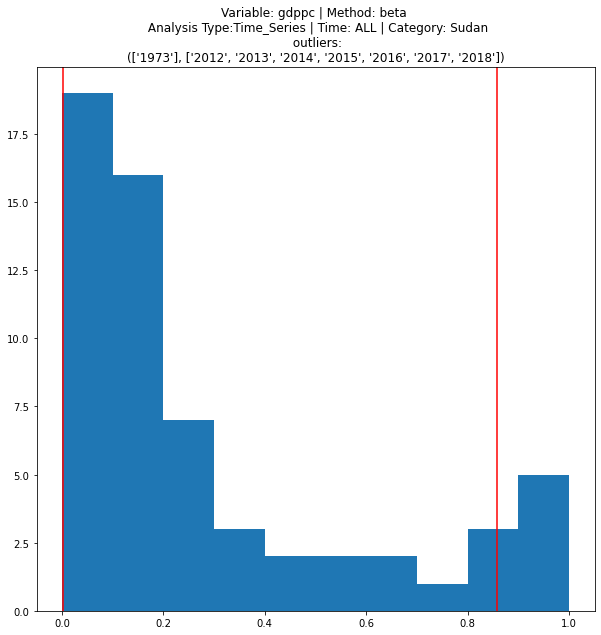 Variable: gdppc | Method: beta
Analysis Type:Time_Series | Time: ALL | Category: Sudan
outliers:
(['1973'], ['2012', '2013', '2014', '2015', '2016', '2017', '2018'])
17.5
15.0
12.5
10.0
7.5
5.0
2.5
0.0
0.0 0.2 0.4 0.6 0.8 1.0